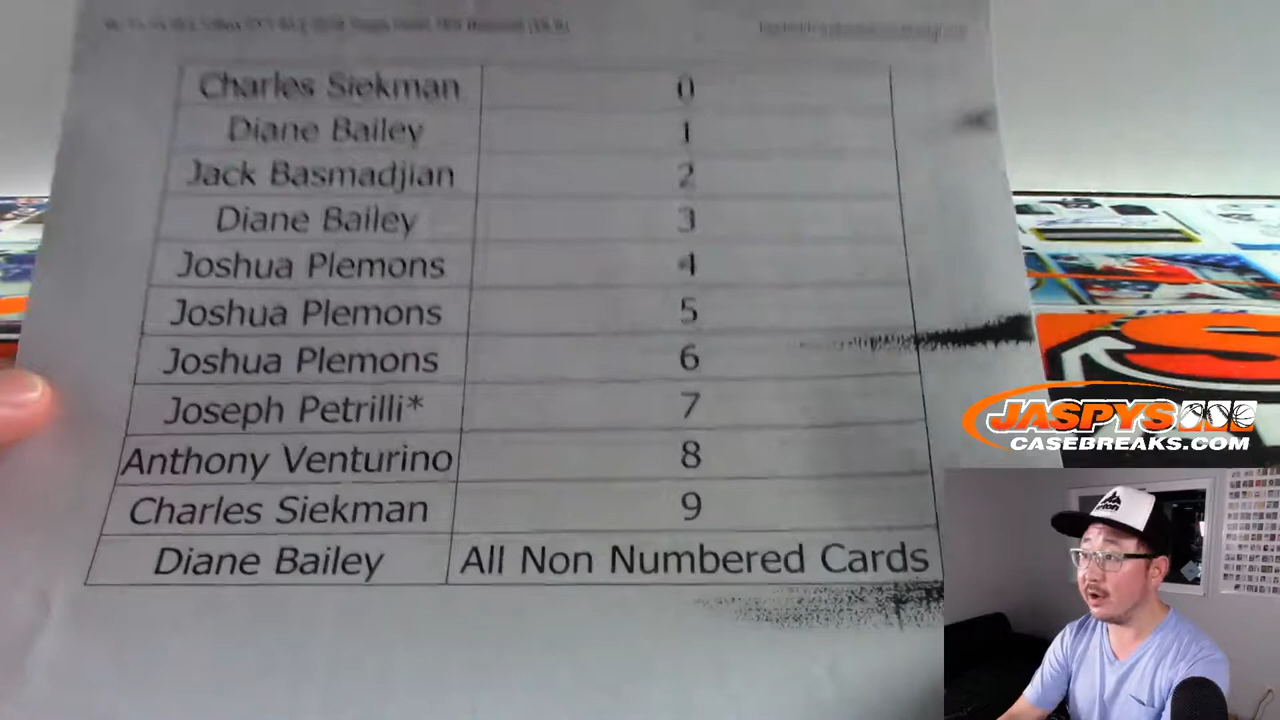 Charles Siekman 0
Diane Bailey 1
Jack Basmadjian 2
Diane Bailey 3
Joshua Plemons 4
Joshua Plemons 5
Joshua Plemons 6
Joseph Petrilli* 7
Anthony Venturino 8
Charles Siekman 9
Diane Bailey All Non Numbered Cards
JASPYS
CASEBREAKS.COM